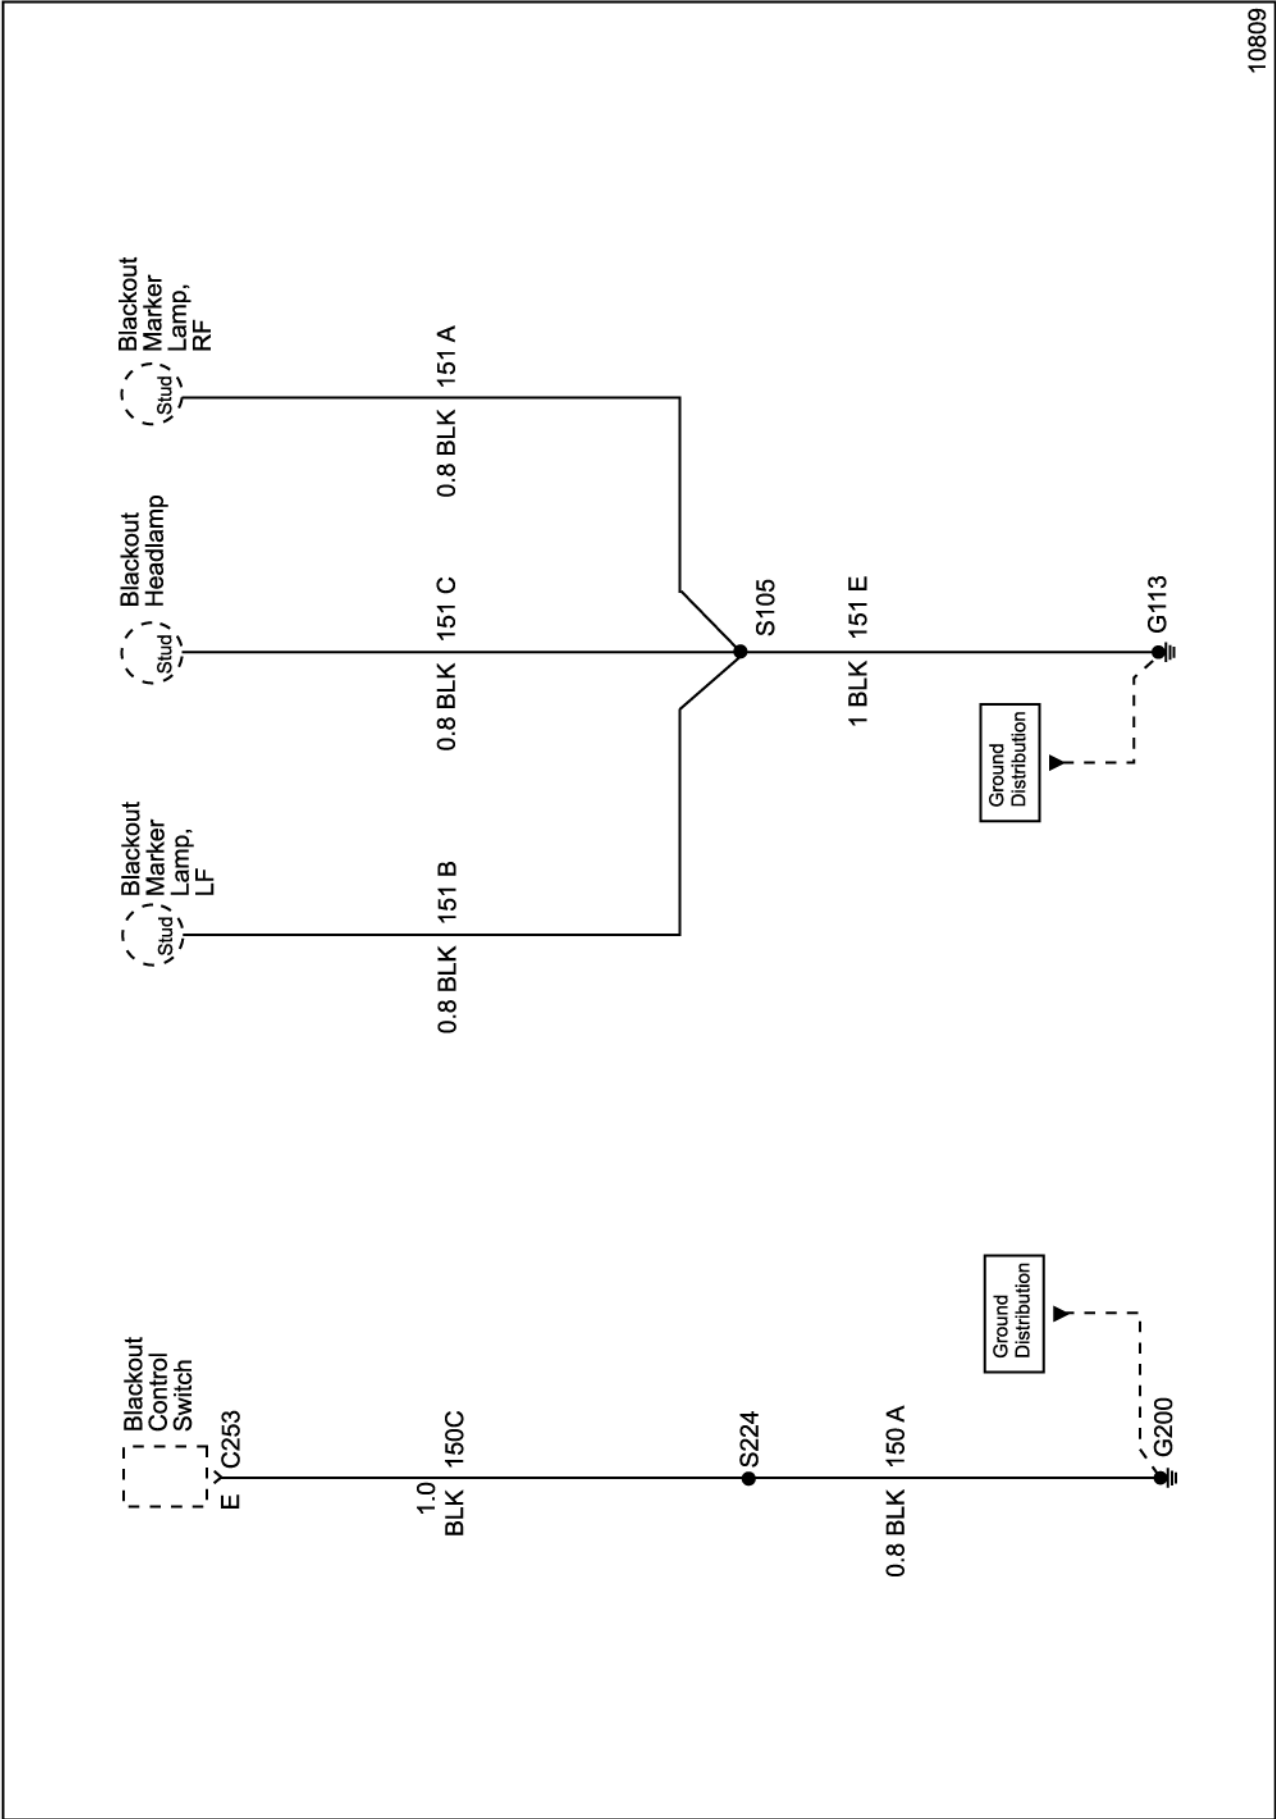 Blackout
Control
Switch
E
C253
1.0
BLK
150C
S224
0.8 BLK
150 A
G200
Ground
Distribution
Blackout
Marker
Lamp,
LF
Stud
0.8 BLK
151 B
Blackout
Headlamp
Stud
0.8 BLK
151 C
Blackout
Marker
Lamp,
RF
Stud
0.8 BLK
151 A
S105
1 BLK
151 E
Ground
Distribution
G113
10809